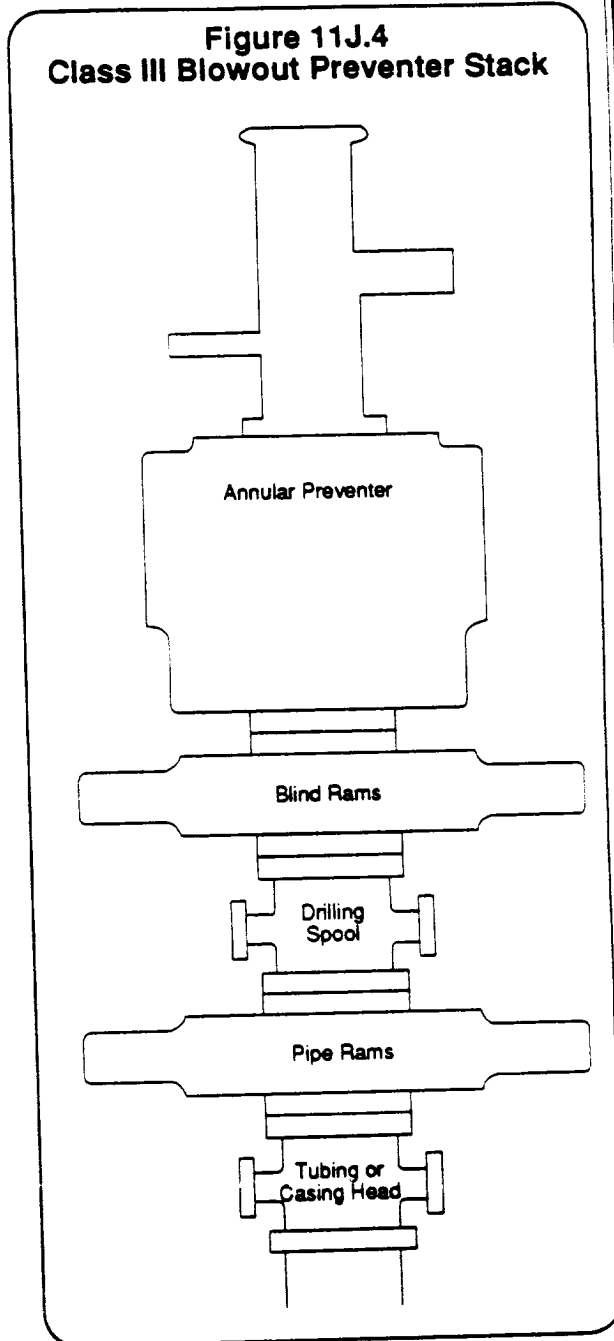 Figure 11J.4
Class III Blowout Preventer Stack
Annular Preventer
Blind Rams
Drilling
Spool
Pipe Rams
Tubing or
Casing Head